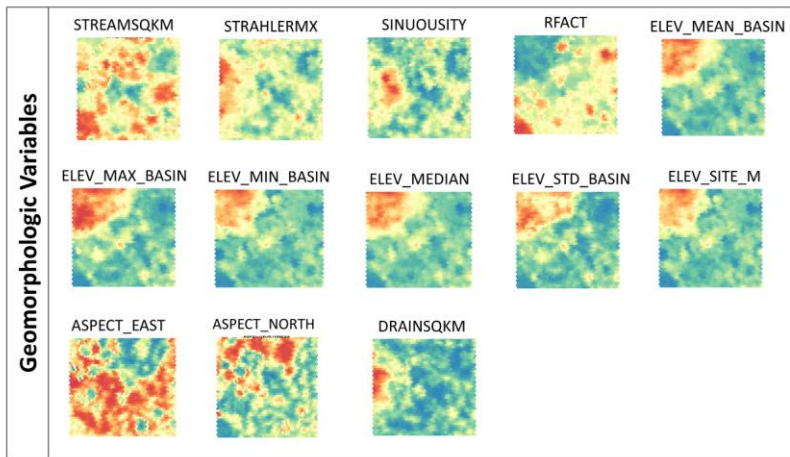 Geomorphologic Variables
STREAMSQKM STRAHLERMX SINUOUSITY RFACT ELEV_MEAN_BASIN
ELEV_MAX_BASIN ELEV_MIN_BASIN ELEV_MEDIAN ELEV_STD_BASIN ELEV_SITE_M
ASPECT_EAST ASPECT_NORTH DRAINSQKM